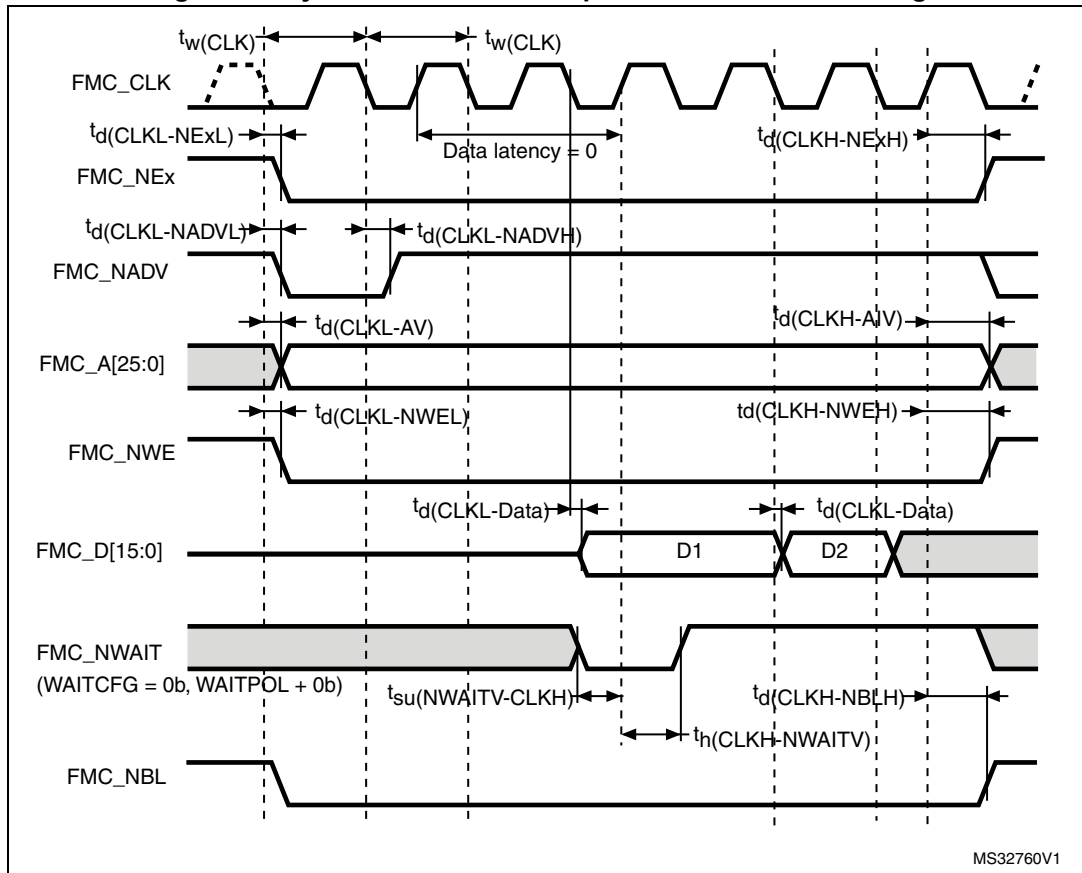 tw(CLK) tw(CLK)
FMC_CLK
td(CLKL-NExL) Data latency = 0 td(CLKH-NExH)
FMC_NEx
td(CLKL-NADVL) td(CLKL-NADVH)
FMC_NADV
td(CLKL-AV) td(CLKH-AIV)
FMC_A[25:0]
td(CLKL-NWEL) td(CLKH-NWEH)
FMC_NWE
td(CLKL-Data) td(CLKL-Data)
FMC_D[15:0] D1 D2
FMC_NWAIT
(WAITCFG = 0b, WAITPOL + 0b)
tsu(NWAITV-CLKH) td(CLKH-NBLH)
th(CLKH-NWAITV)
FMC_NBL
MS32760V1